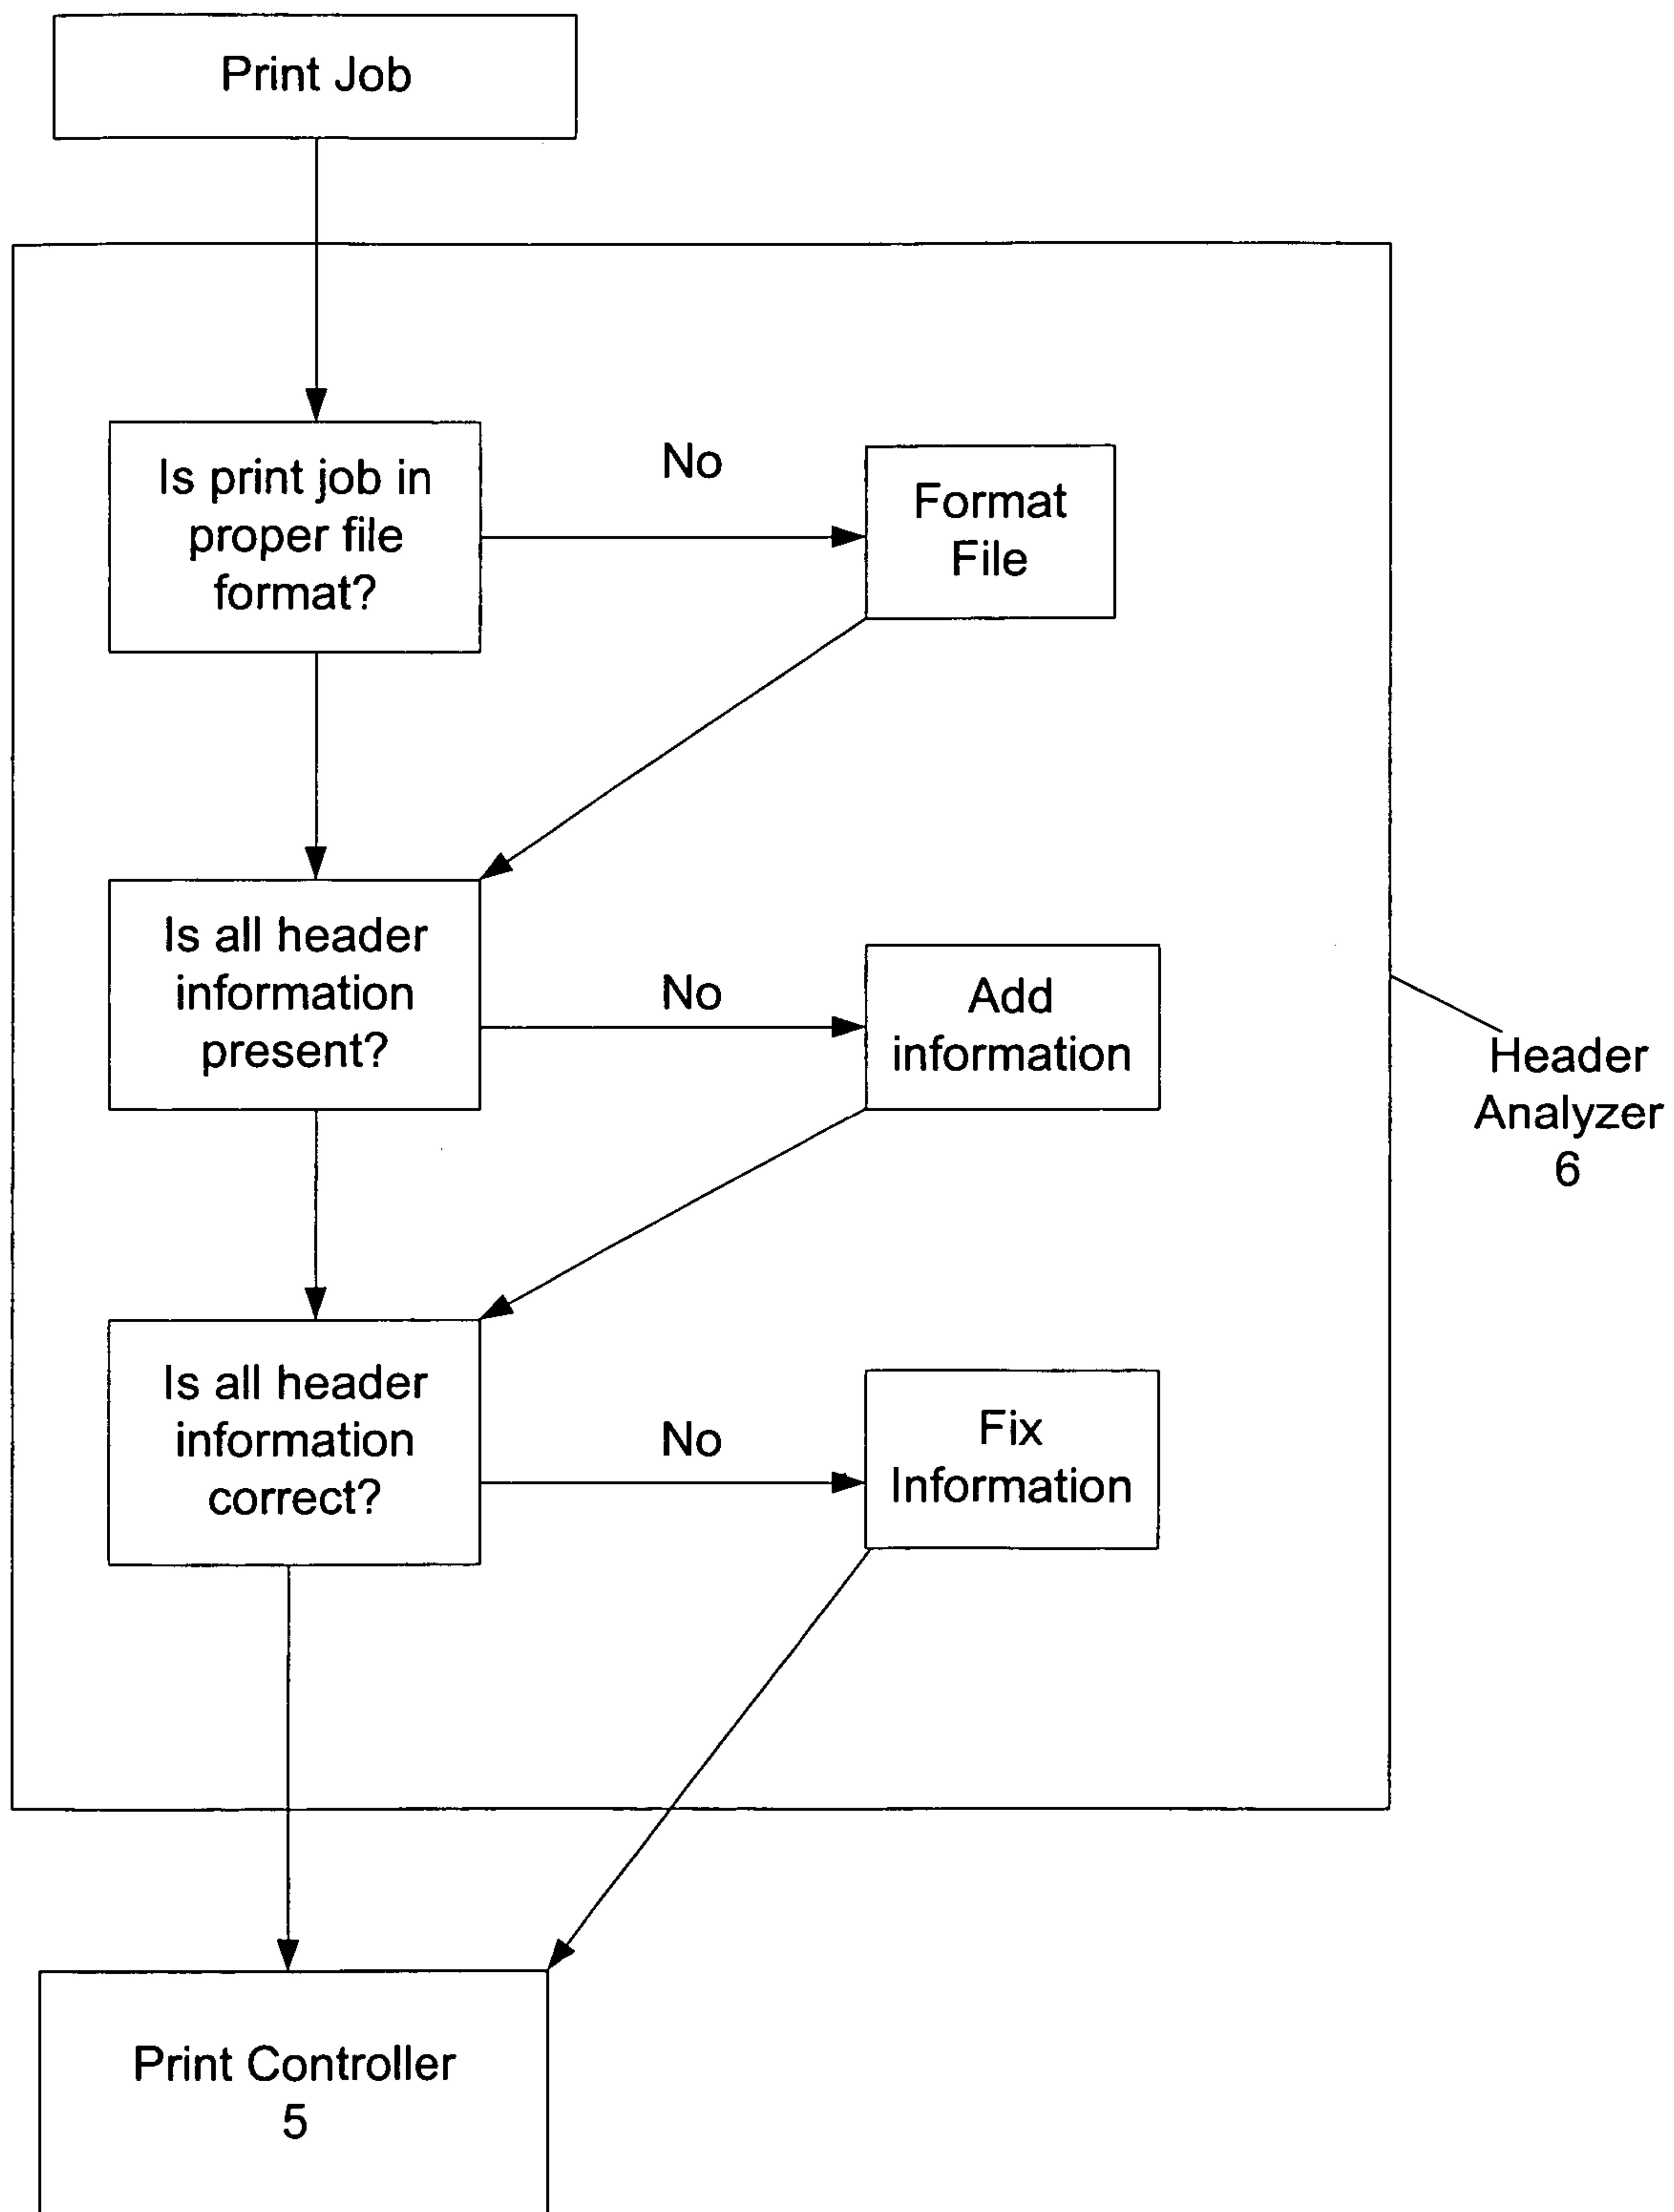 Print Job
Is print job in
proper file
format?
No
Format
File
Is all header
information
present?
No
Add
information
Header
Analyzer
6
Is all header
information
correct?
No
Fix
Information
Print Controller
5